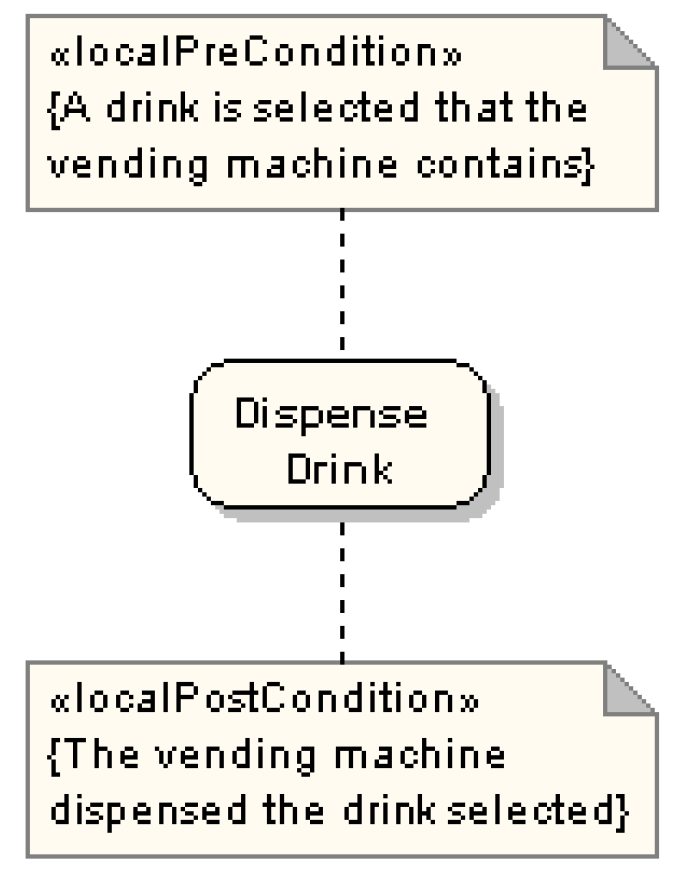 «localPreCondition»
{A drink is selected that the
vending machine contains}
Dispense
Drink
«localPostCondition»
{The vending machine
dispensed the drink selected}